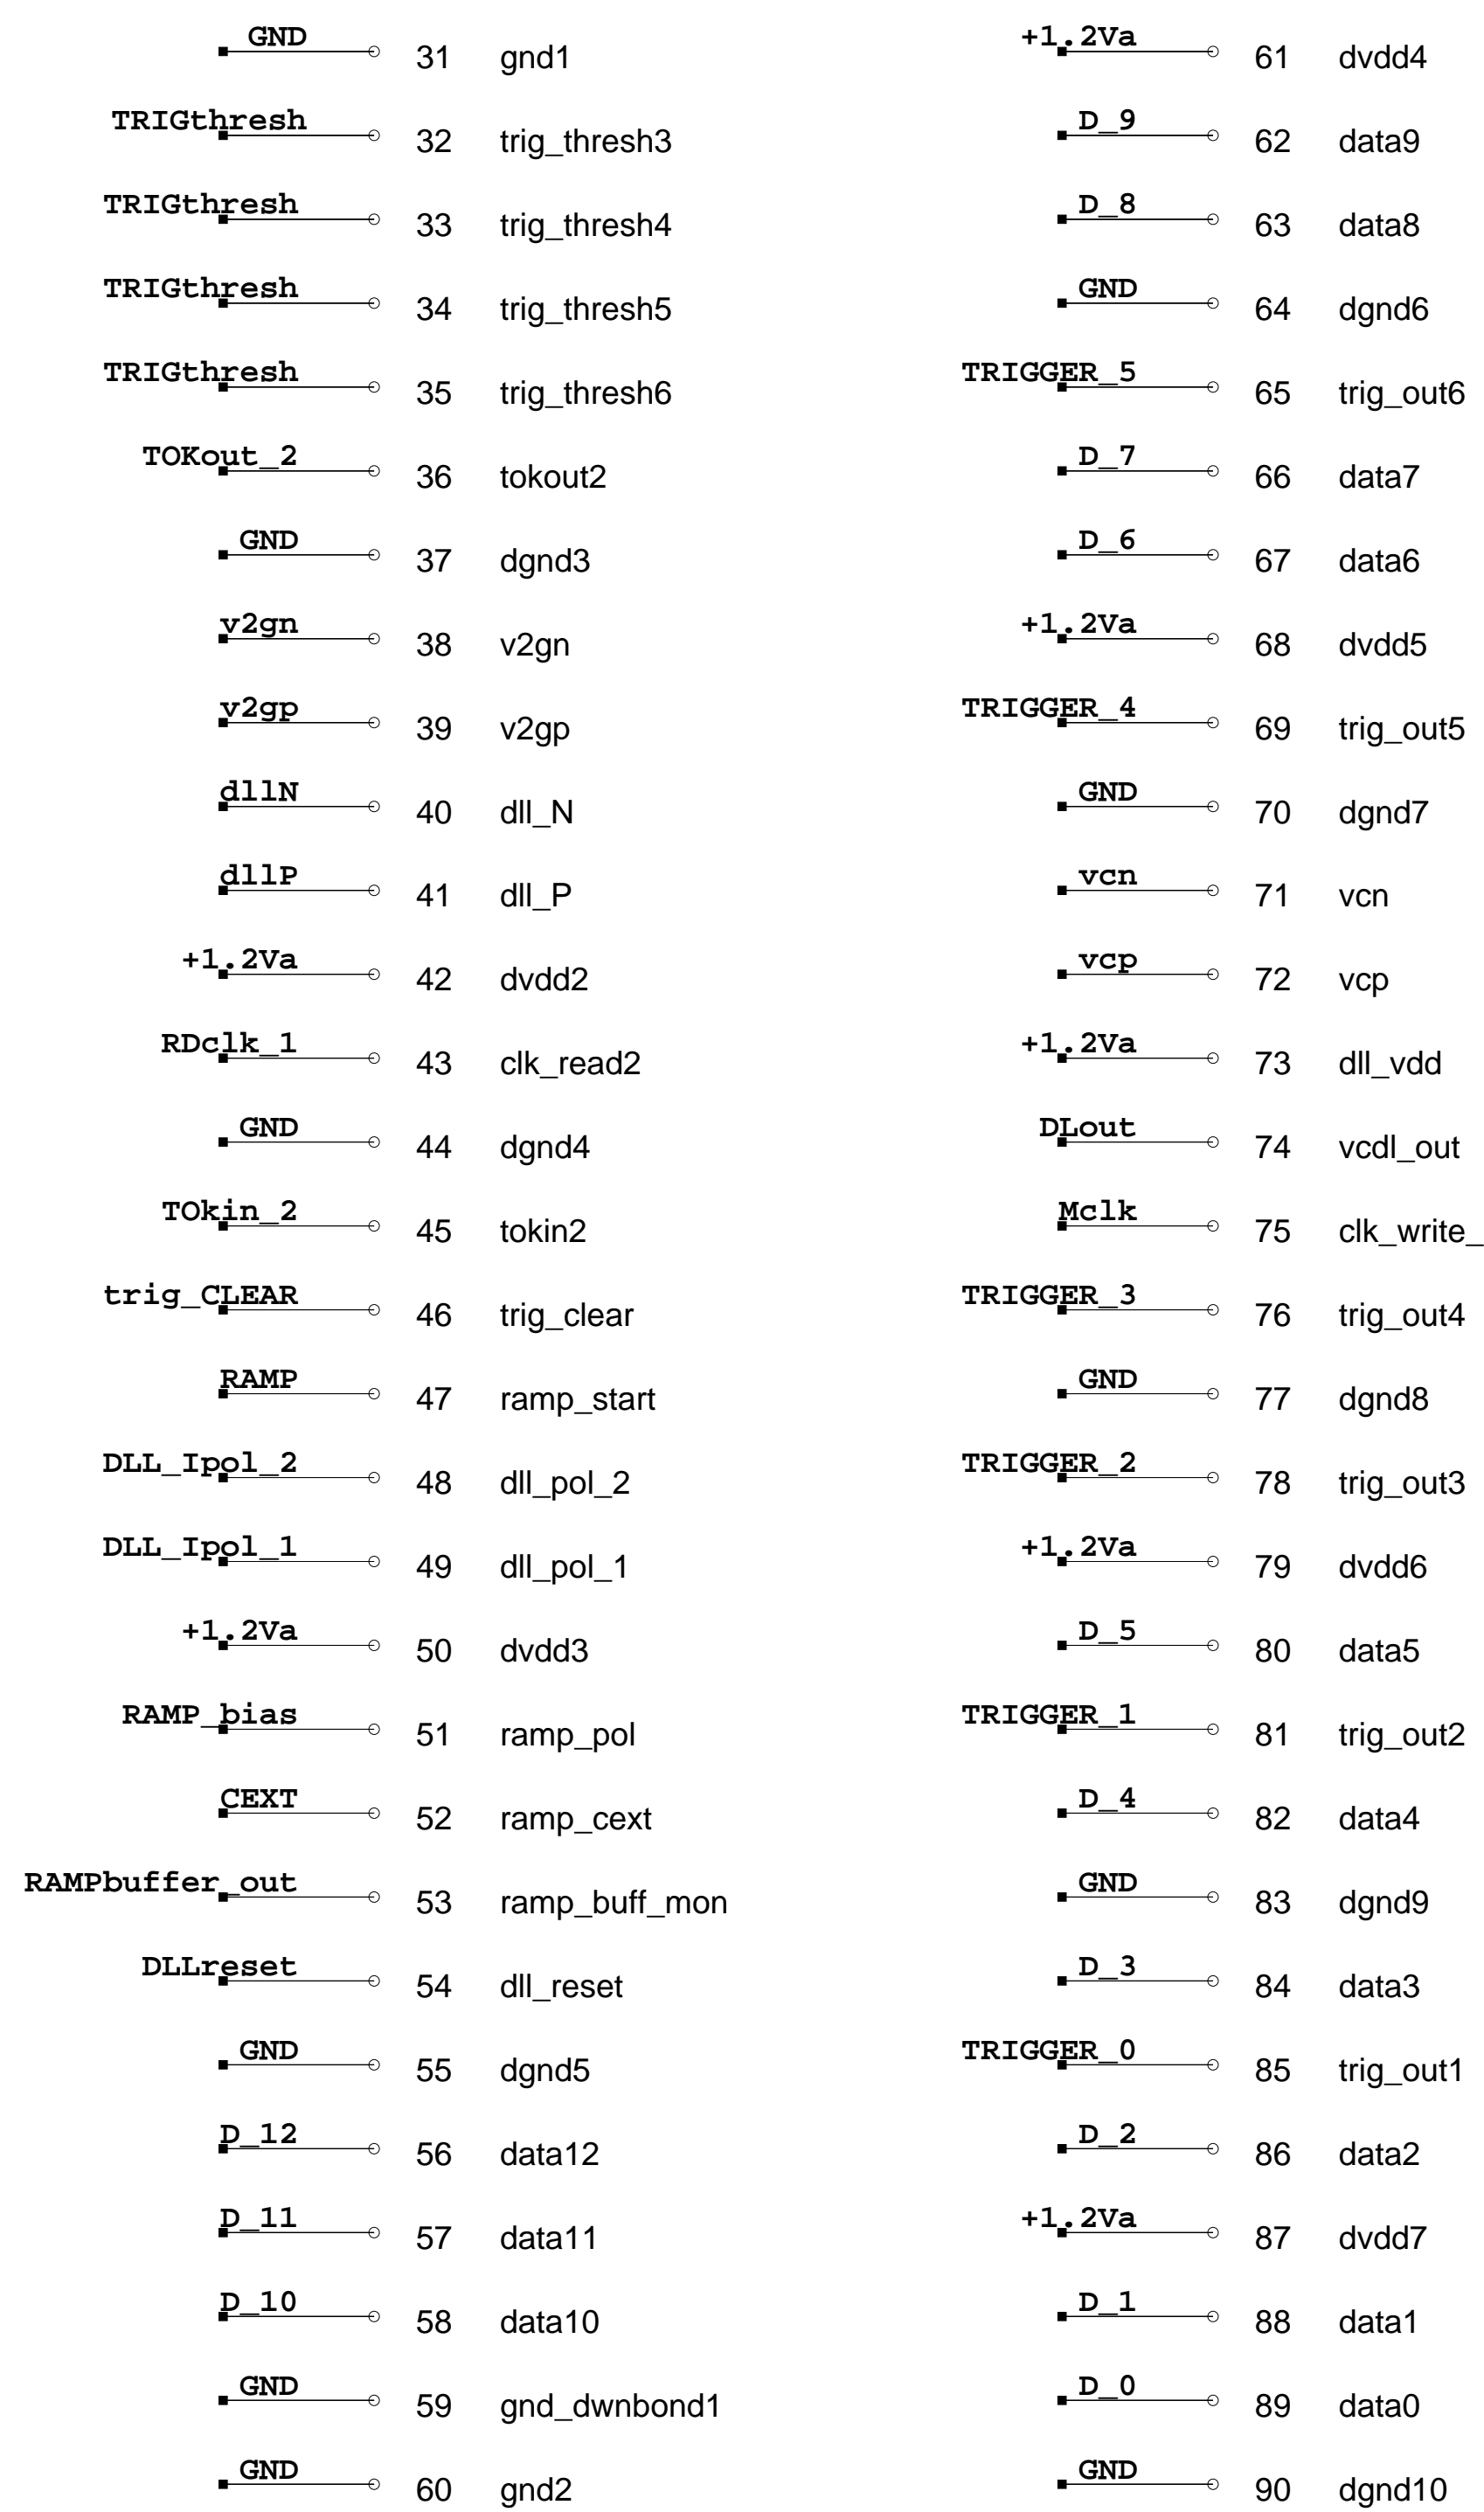 GND 31 gnd1
TRIGthresh 32 trig_thresh3
TRIGthresh 33 trig_thresh4
TRIGthresh 34 trig_thresh5
TRIGthresh 35 trig_thresh6
TOKout_2 36 tokout2
GND 37 dgnd3
v2gn 38 v2gn
v2gp 39 v2gp
dllN 40 dll_N
dllP 41 dll_P
+1.2Va 42 dvdd2
RDclk_1 43 clk_read2
GND 44 dgnd4
TOkin_2 45 tokin2
trig_CLEAR 46 trig_clear
RAMP 47 ramp_start
DLL_Ipol_2 48 dll_pol_2
DLL_Ipol_1 49 dll_pol_1
+1.2Va 50 dvdd3
RAMP_bias 51 ramp_pol
CEXT 52 ramp_cext
RAMPbuffer_out 53 ramp_buff_mon
DLLreset 54 dll_reset
GND 55 dgnd5
D_12 56 data12
D_11 57 data11
D_10 58 data10
GND 59 gnd_dwnbond1
GND 60 gnd2
+1.2Va 61 dvdd4
D_9 62 data9
D_8 63 data8
GND 64 dgnd6
TRIGGER_5 65 trig_out6
D_7 66 data7
D_6 67 data6
+1.2Va 68 dvdd5
TRIGGER_4 69 trig_out5
GND 70 dgnd7
vcn 71 vcn
vcp 72 vcp
+1.2Va 73 dll_vdd
DLout 74 vcdl_out
Mclk 75 clk_write_
TRIGGER_3 76 trig_out4
GND 77 dgnd8
TRIGGER_2 78 trig_out3
+1.2Va 79 dvdd6
D_5 80 data5
TRIGGER_1 81 trig_out2
D_4 82 data4
GND 83 dgnd9
D_3 84 data3
TRIGGER_0 85 trig_out1
D_2 86 data2
+1.2Va 87 dvdd7
D_1 88 data1
D_0 89 data0
GND 90 dgnd10